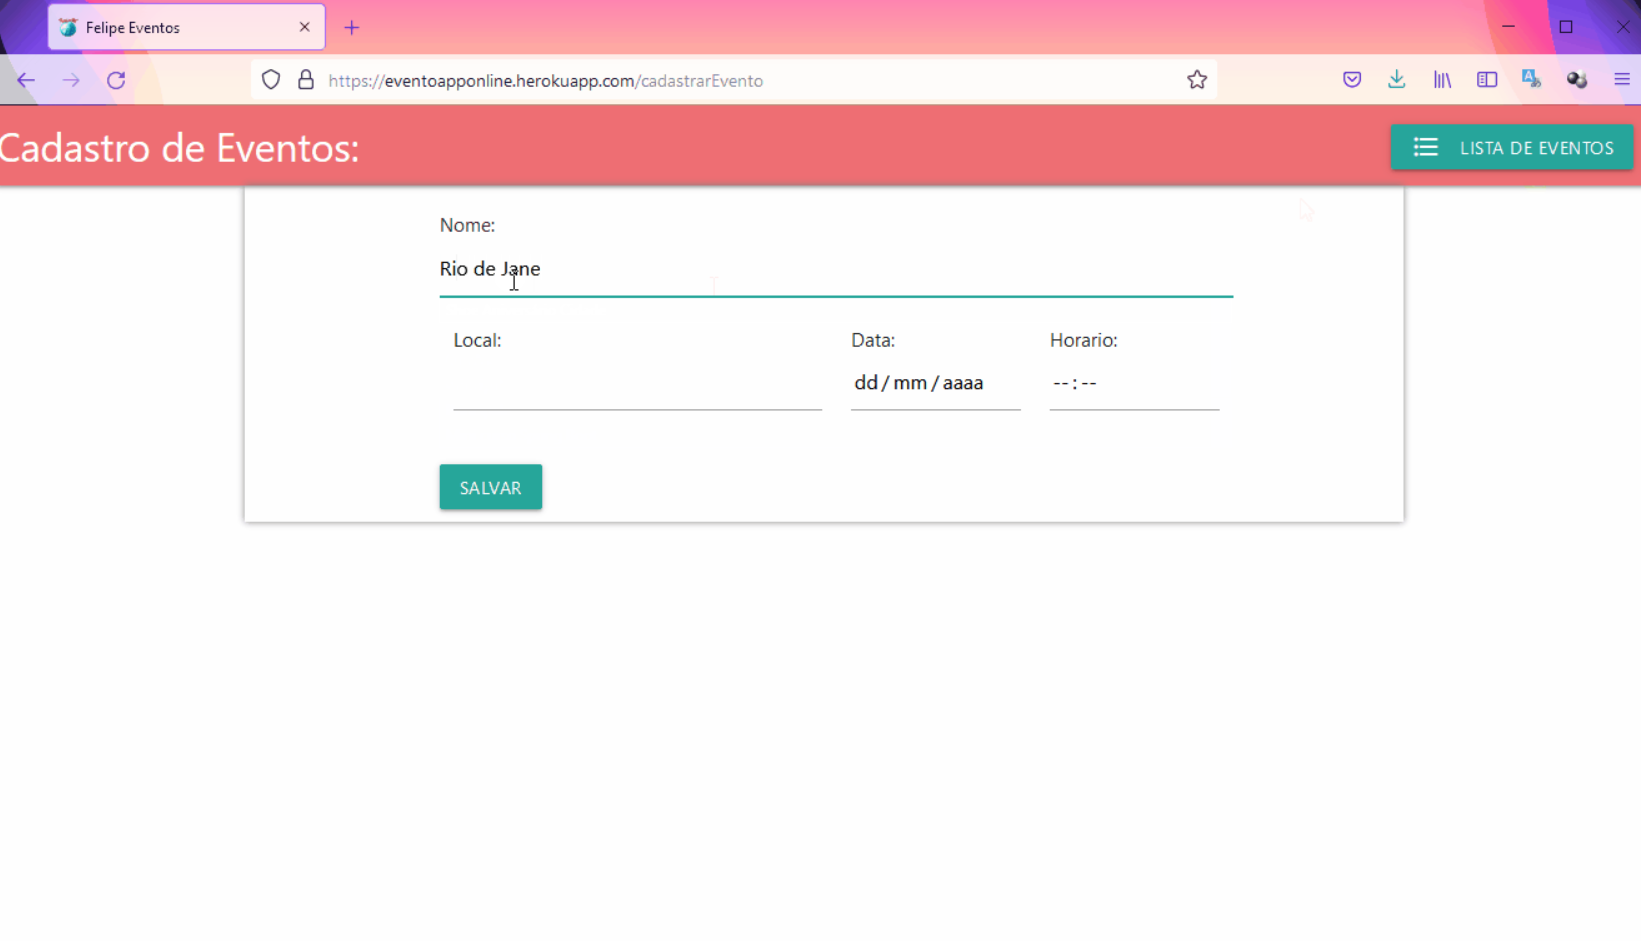 Felipe Eventos
https://eventoapponline.herokuapp.com/cadastrarEvento
Cadastro de Eventos:
LISTA DE EVENTOS
Nome:
Rio de Jane
Local: Data: Horario:
dd / mm / aaaa --:--
SALVAR